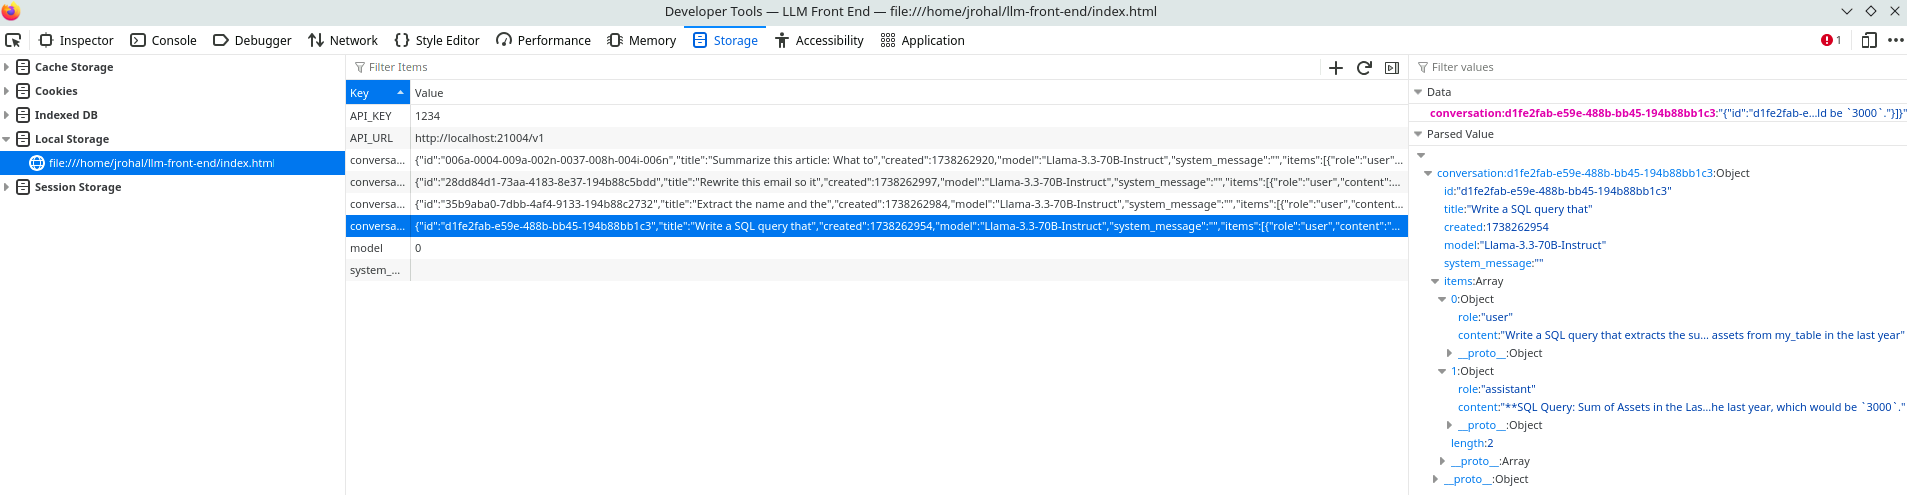 Developer Tools — LLM Front End — file:///home/jrohal/llm-front-end/index.html
Inspector Console Debugger Network Style Editor Performance Memory Storage Accessibility Application 1
Cache Storage
Cookies
Indexed DB
Local Storage
file:///home/jrohal/llm-front-end/index.html
Session Storage
Filter Items
Key Value
API_KEY 1234
API_URL http://localhost:21004/v1
conversa... {"id":"006a-0004-009a-002n-0037-008h-004i-006n","title":"Summarize this article: What to","created":1738262920,"model":"Llama-3.3-70B-Instruct","system_message":"","items":[{"role":"user"...
conversa... {"id":"28dd84d1-73aa-4183-8e37-194b88c5bdd","title":"Rewrite this email so it","created":1738262997,"model":"Llama-3.3-70B-Instruct","system_message":"","items":[{"role":"user","content":...
conversa... {"id":"35b9aba0-7dbb-4af4-9133-194b88c2732","title":"Extract the name and the","created":1738262984,"model":"Llama-3.3-70B-Instruct","system_message":"","items":[{"role":"user","content...
conversa... {"id":"d1fe2fab-e59e-488b-bb45-194b88bb1c3","title":"Write a SQL query that","created":1738262954,"model":"Llama-3.3-70B-Instruct","system_message":"","items":[{"role":"user","content":"...
model 0
system_...
Filter values
Data
conversation:d1fe2fab-e59e-488b-bb45-194b88bb1c3:"{"id":"d1fe2fab-e...ld be `3000`."}]}"
Parsed Value
conversation:d1fe2fab-e59e-488b-bb45-194b88bb1c3:Object
id:"d1fe2fab-e59e-488b-bb45-194b88bb1c3"
title:"Write a SQL query that"
created:1738262954
model:"Llama-3.3-70B-Instruct"
system_message:""
items:Array
0:Object
role:"user"
content:"Write a SQL query that extracts the su... assets from my_table in the last year"
__proto__:Object
1:Object
role:"assistant"
content:"**SQL Query: Sum of Assets in the Las...he last year, which would be `3000`."
__proto__:Object
length:2
__proto__:Array
__proto__:Object